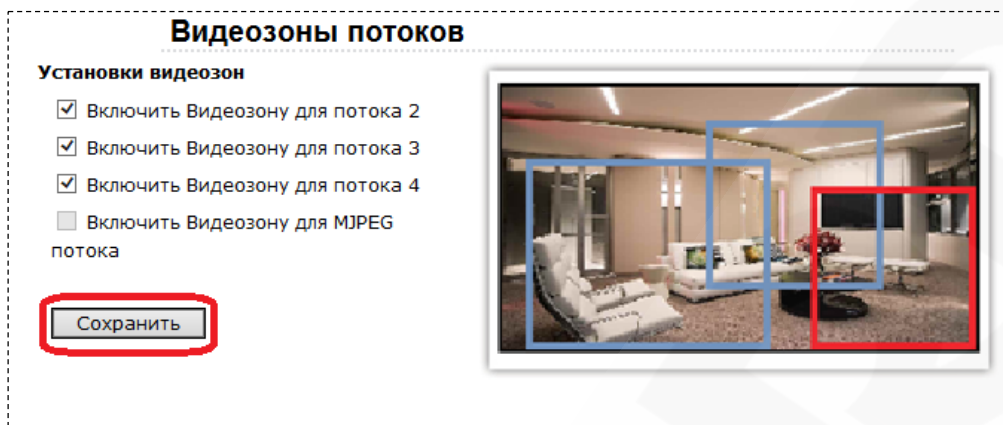 Видеозоны потоков
Установки видеозон
Включить Видеозону для потока 2
Включить Видеозону для потока 3
Включить Видеозону для потока 4
Включить Видеозону для MJPEG
потока
Сохранить